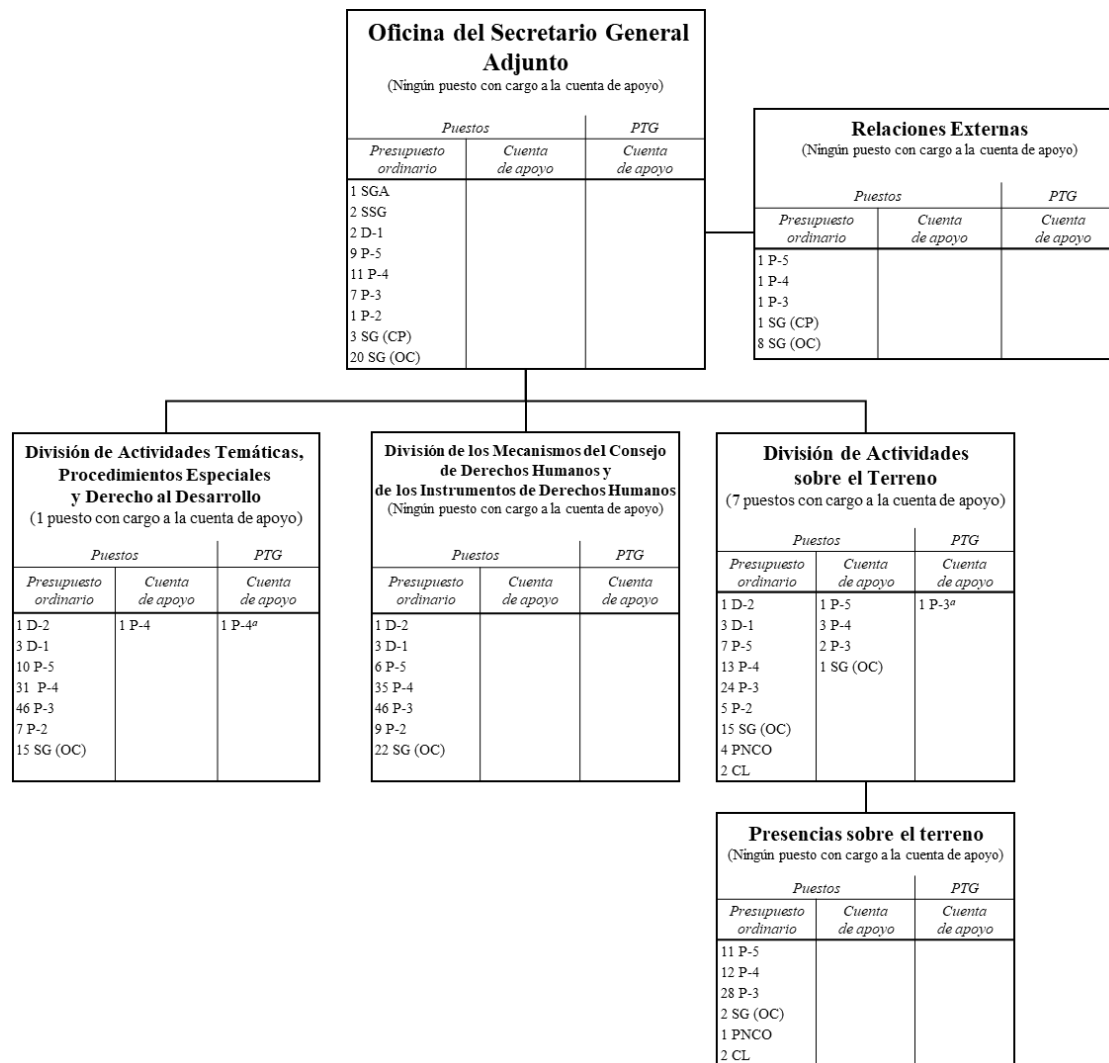 Oficina del Secretario General
Adjunto
(Ningún puesto con cargo a la cuenta de apoyo)
Puestos PTG
Presupuesto ordinario Cuenta de apoyo Cuenta de apoyo
1 SGA
2 SSG
2 D-1
9 P-5
11 P-4
7 P-3
1 P-2
3 SG (CP)
20 SG (OC)
Relaciones Externas
(Ningún puesto con cargo a la cuenta de apoyo)
Puestos PTG
Presupuesto ordinario Cuenta de apoyo Cuenta de apoyo
1 P-5
1 P-4
1 P-3
1 SG (CP)
8 SG (OC)
División de Actividades Temáticas,
Procedimientos Especiales
y Derecho al Desarrollo
(1 puesto con cargo a la cuenta de apoyo)
Puestos PTG
Presupuesto ordinario Cuenta de apoyo Cuenta de apoyo
1 D-2 1 P-4 1 P-4ª
3 D-1
10 P-5
31 P-4
46 P-3
7 P-2
15 SG (OC)
División de los Mecanismos del Consejo
de Derechos Humanos y
de los Instrumentos de Derechos Humanos
(Ningún puesto con cargo a la cuenta de apoyo)
Puestos PTG
Presupuesto ordinario Cuenta de apoyo Cuenta de apoyo
1 D-2
3 D-1
6 P-5
35 P-4
46 P-3
9 P-2
22 SG (OC)
División de Actividades
sobre el Terreno
(7 puestos con cargo a la cuenta de apoyo)
Puestos PTG
Presupuesto ordinario Cuenta de apoyo Cuenta de apoyo
1 D-2 1 P-5 1 P-3ª
3 D-1 3 P-4
7 P-5 2 P-3
13 P-4 1 SG (OC)
24 P-3
5 P-2
15 SG (OC)
4 PNCO
2 CL
Presencias sobre el terreno
(Ningún puesto con cargo a la cuenta de apoyo)
Puestos PTG
Presupuesto ordinario Cuenta de apoyo Cuenta de apoyo
11 P-5
12 P-4
28 P-3
2 SG (OC)
1 PNCO
2 CL